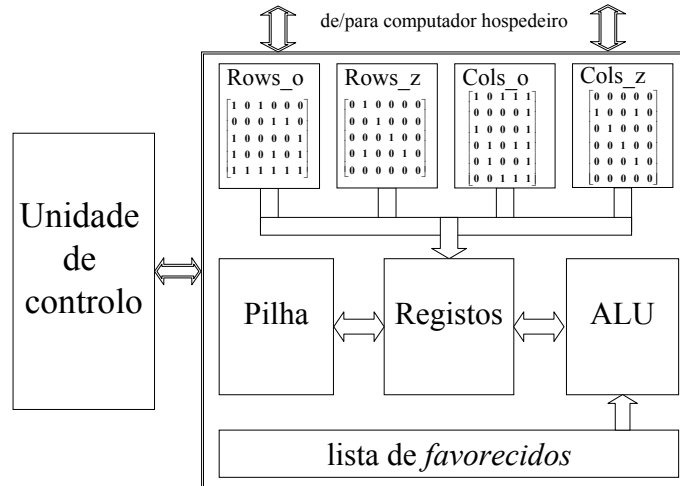 de/para computador hospedeiro
Rows_o
1 0 1 0 0 0
0 0 0 1 1 0
1 0 0 0 0 1
1 0 0 1 0 1
1 1 1 1 1 1
Rows_z
0 1 0 0 0 0
0 0 1 0 0 0
0 0 0 1 0 0
0 1 0 0 1 0
0 0 0 0 0 0
Cols_o
1 0 1 1 1
0 0 0 0 1
1 0 0 0 1
0 1 0 1 1
0 1 0 0 1
0 0 1 1 1
Cols_z
0 0 0 0 0
1 0 0 1 0
0 1 0 0 0
0 0 1 0 0
0 0 0 1 0
0 0 0 0 0
Unidade
de
controlo
Pilha
Registos
ALU
lista de favorecidos